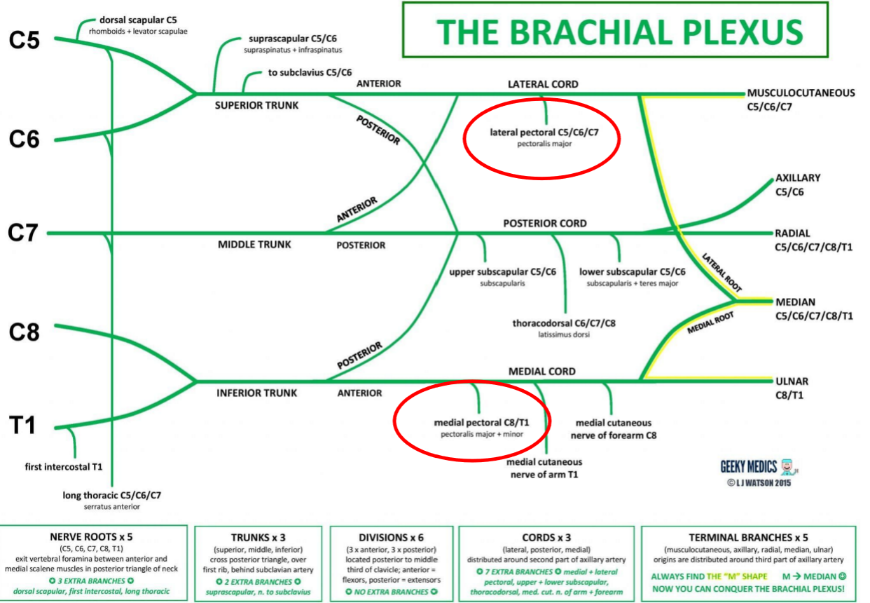 THE BRACHIAL PLEXUS
C5
dorsal scapular C5
rhomboids + levator scapulae
suprascapular C5/C6
supraspinatus + infraspinatus
to subclavius C5/C6
ANTERIOR
LATERAL CORD
MUSCULOCUTANEOUS
C5/C6/C7
SUPERIOR TRUNK
POSTERIOR
lateral pectoral C5/C6/C7
pectoralis major
C6
AXILLARY
C5/C6
ANTERIOR
POSTERIOR CORD
C7
MIDDLE TRUNK
POSTERIOR
RADIAL
C5/C6/C7/C8/T1
upper subscapular C5/C6
subscapularis
lower subscapular C5/C6
subscapularis + teres major
LATERAL ROOT
MEDIAN
C5/C6/C7/C8/T1
thoracodorsal C6/C7/C8
latissimus dorsi
MEDIAL ROOT
C8
POSTERIOR
MEDIAL CORD
INFERIOR TRUNK
ANTERIOR
ULNAR
C8/T1
T1
medial pectoral C8/T1
pectoralis major + minor
medial cutaneous
nerve of forearm C8
medial cutaneous
nerve of arm T1
first intercostal T1
long thoracic C5/C6/C7
serratus anterior
GEEKY MEDICS
© L J WATSON 2015
NERVE ROOTS x 5
(C5, C6, C7, C8, T1)
exit vertebral foramina between anterior and
medial scalene muscles in posterior triangle of neck
✪ 3 EXTRA BRANCHES ✪
dorsal scapular, first intercostal, long thoracic
TRUNKS x 3
(superior, middle, inferior)
cross posterior triangle, over
first rib, behind subclavian artery
✪ 2 EXTRA BRANCHES ✪
suprascapular, n. to subclavius
DIVISIONS x 6
(3 x anterior, 3 x posterior)
located posterior to middle
third of clavicle; anterior =
flexors, posterior = extensors
✪ NO EXTRA BRANCHES ✪
CORDS x 3
(lateral, posterior, medial)
distributed around second part of axillary artery
✪ 7 EXTRA BRANCHES ✪ medial + lateral
pectoral, upper + lower subscapular,
thoracodorsal, med. cut. n. of arm + forearm
TERMINAL BRANCHES x 5
(musculocutaneous, axillary, radial, median, ulnar)
origins are distributed around third part of axillary artery
ALWAYS FIND THE "M" SHAPE M → MEDIAN ☺
NOW YOU CAN CONQUER THE BRACHIAL PLEXUS!